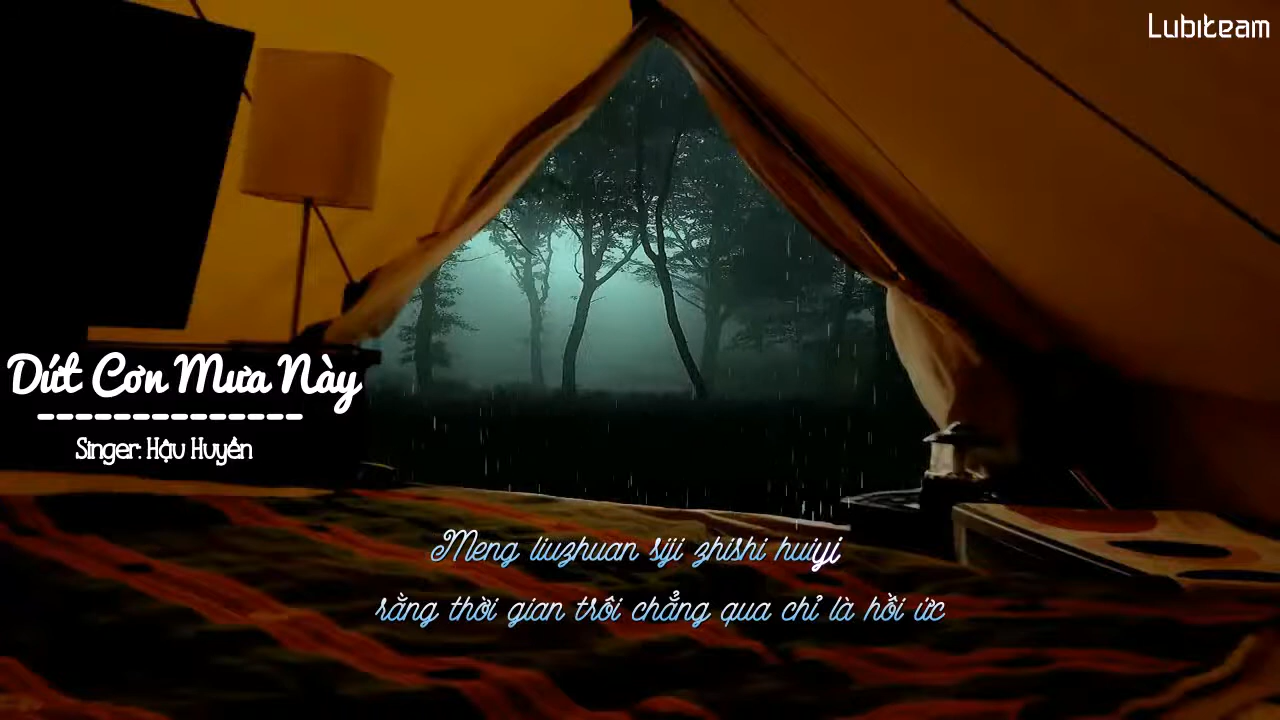 Lubiteam
Dứt Cơn Mưa Này
Singer: Hậu Huyền
Meng liuzhuan siji zhishi huiyi
rằng thời gian trôi chẳng qua chỉ là hồi ức